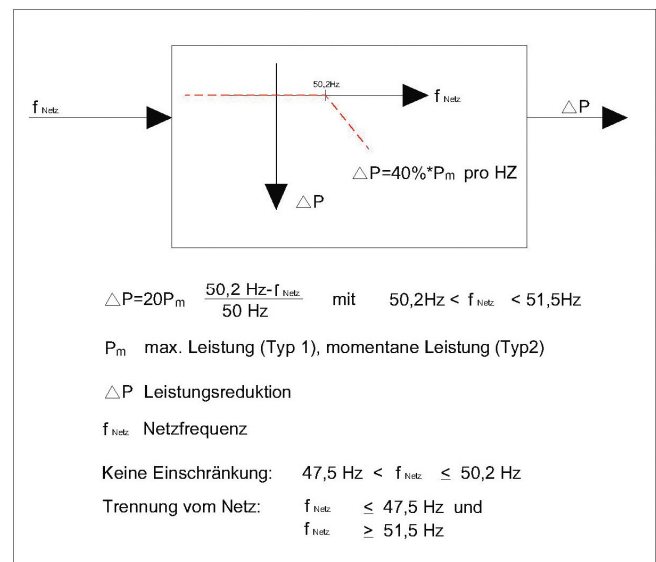 50,2Hz
f Netz
f Netz
△P
△P=40%*Pm pro HZ
△P
△P=20Pm 50,2 Hz-f Netz / 50 Hz mit 50,2Hz < f Netz < 51,5Hz
Pm max. Leistung (Typ 1), momentane Leistung (Typ2)
△P Leistungsreduktion
f Netz Netzfrequenz
Keine Einschränkung: 47,5 Hz < f Netz ≤ 50,2 Hz
Trennung vom Netz: f Netz ≤ 47,5 Hz und
f Netz ≥ 51,5 Hz